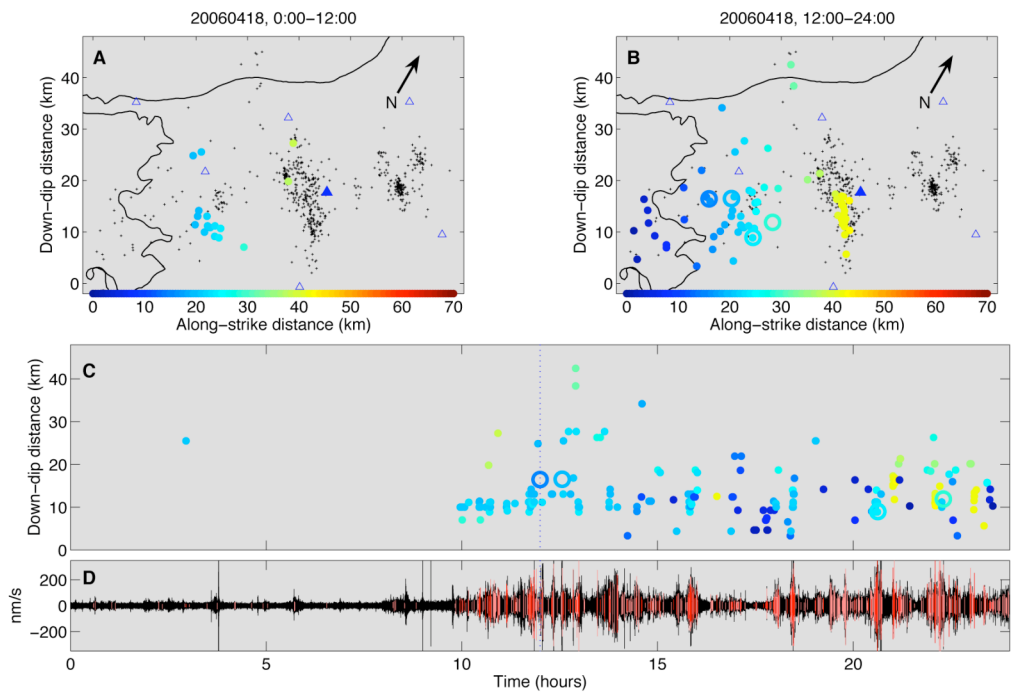 20060418, 0:00−12:00
20060418, 12:00−24:00
A
B
N
N
Down−dip distance (km)
40
30
20
10
0
Down−dip distance (km)
40
30
20
10
0
0 10 20 30 40 50 60 70
Along−strike distance (km)
0 10 20 30 40 50 60 70
Along−strike distance (km)
C
Down−dip distance (km)
40
30
20
10
0
D
nm/s
200
0
−200
0 5 10 15 20
Time (hours)